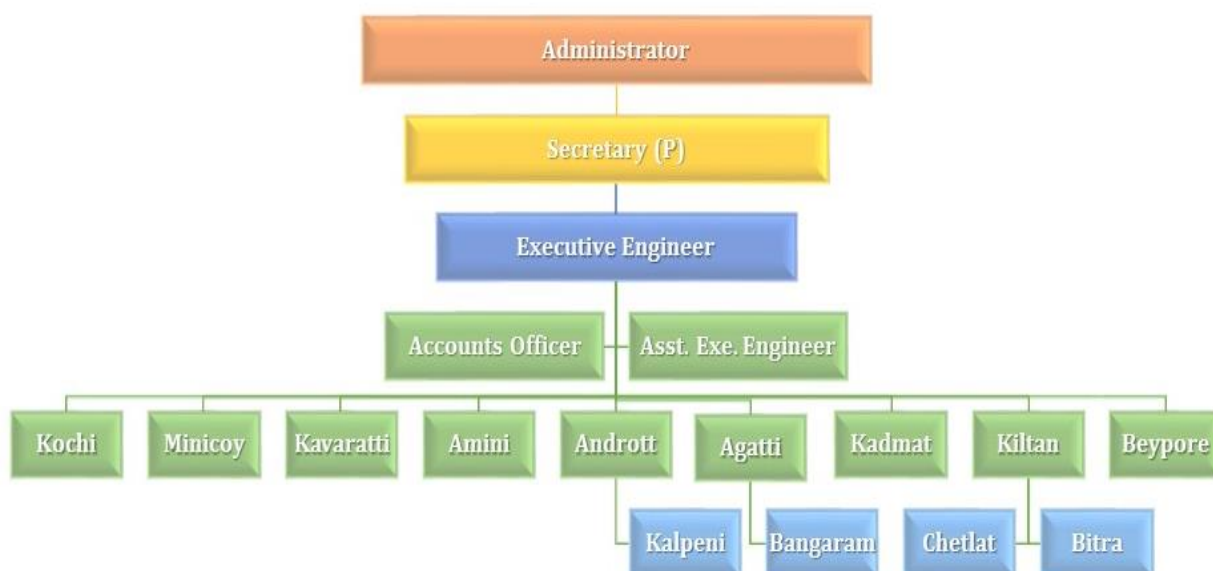 Administrator
Secretary (P)
Executive Engineer
Accounts Officer
Asst. Exe. Engineer
Kochi
Minicoy
Kavaratti
Amini
Andrott
Agatti
Kadmat
Kiltan
Beypore
Kalpeni
Bangaram
Chetlat
Bitra